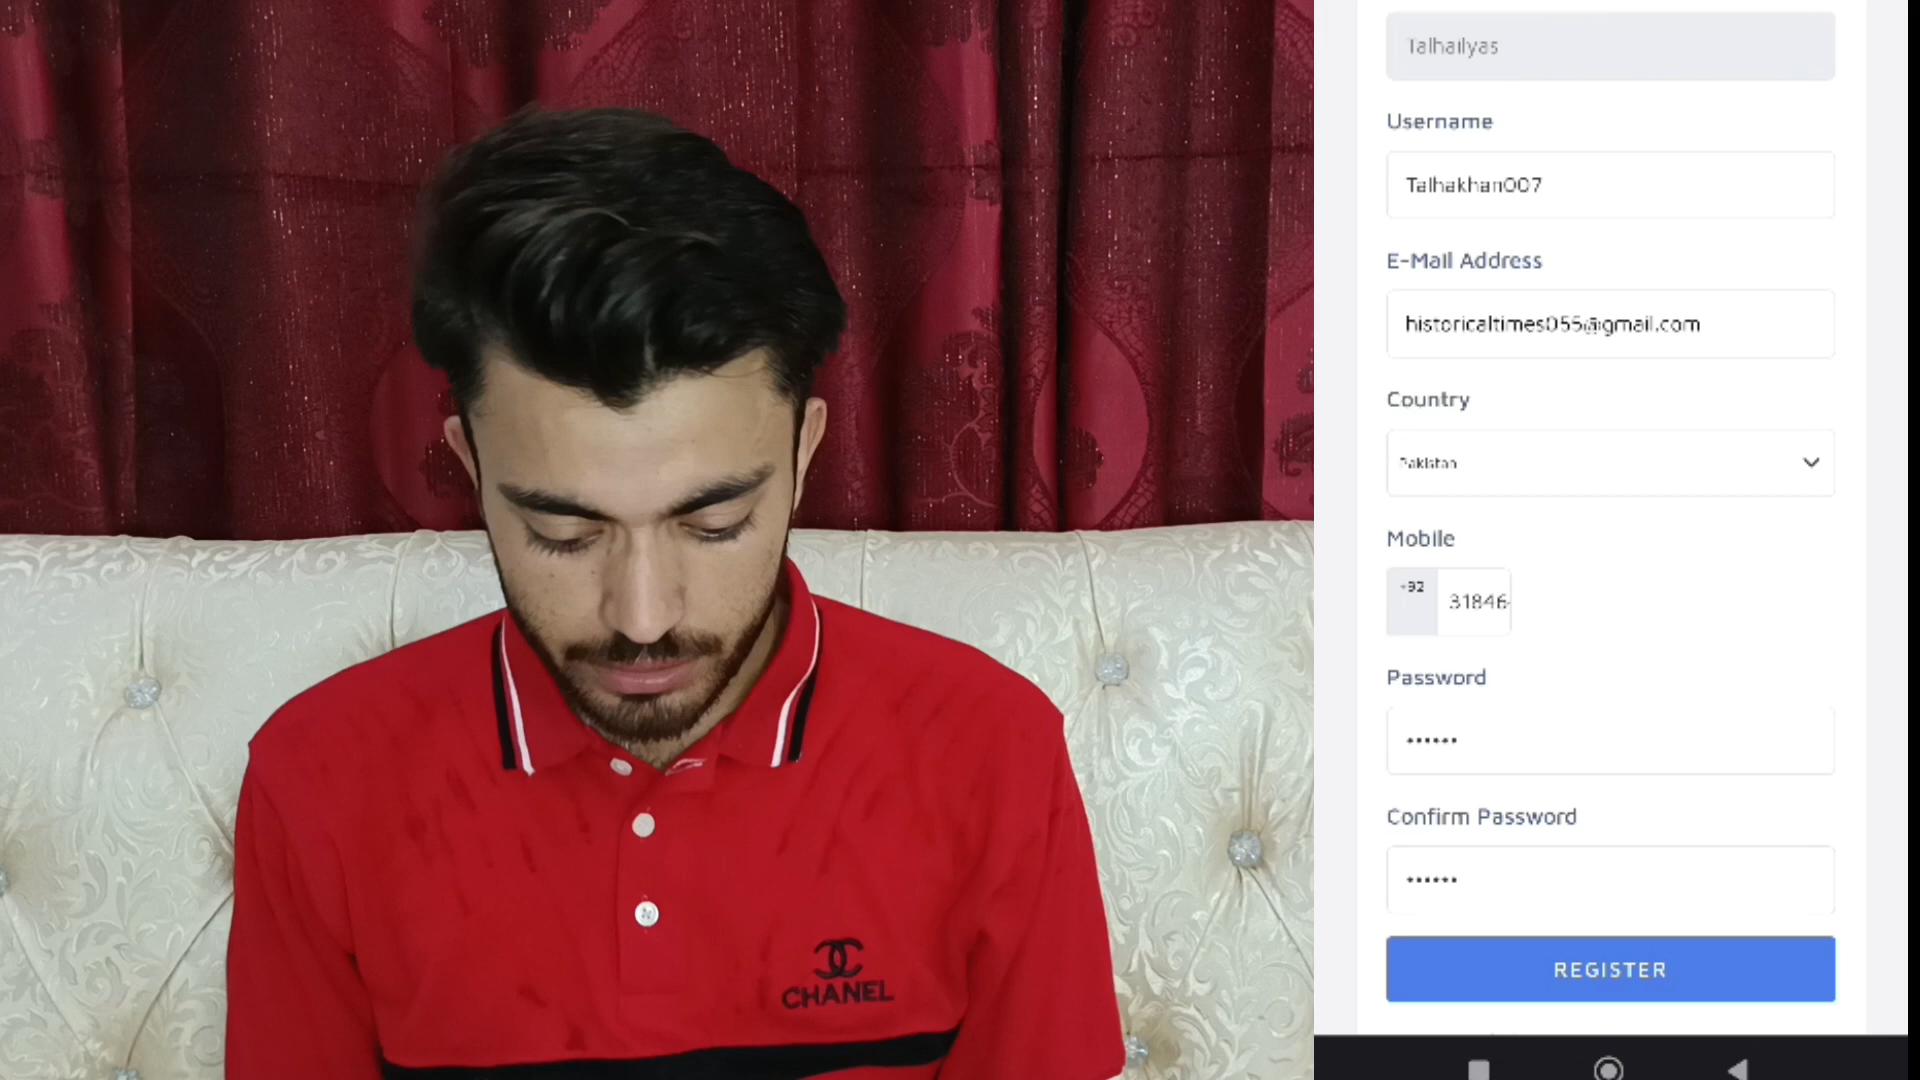 Talhailyas
Username
Talhakhan007
E-Mail Address
historicaltimes055@gmail.com
Country
Pakistan
Mobile
+92
31846
Password
••••••
Confirm Password
••••••
REGISTER
CHANEL